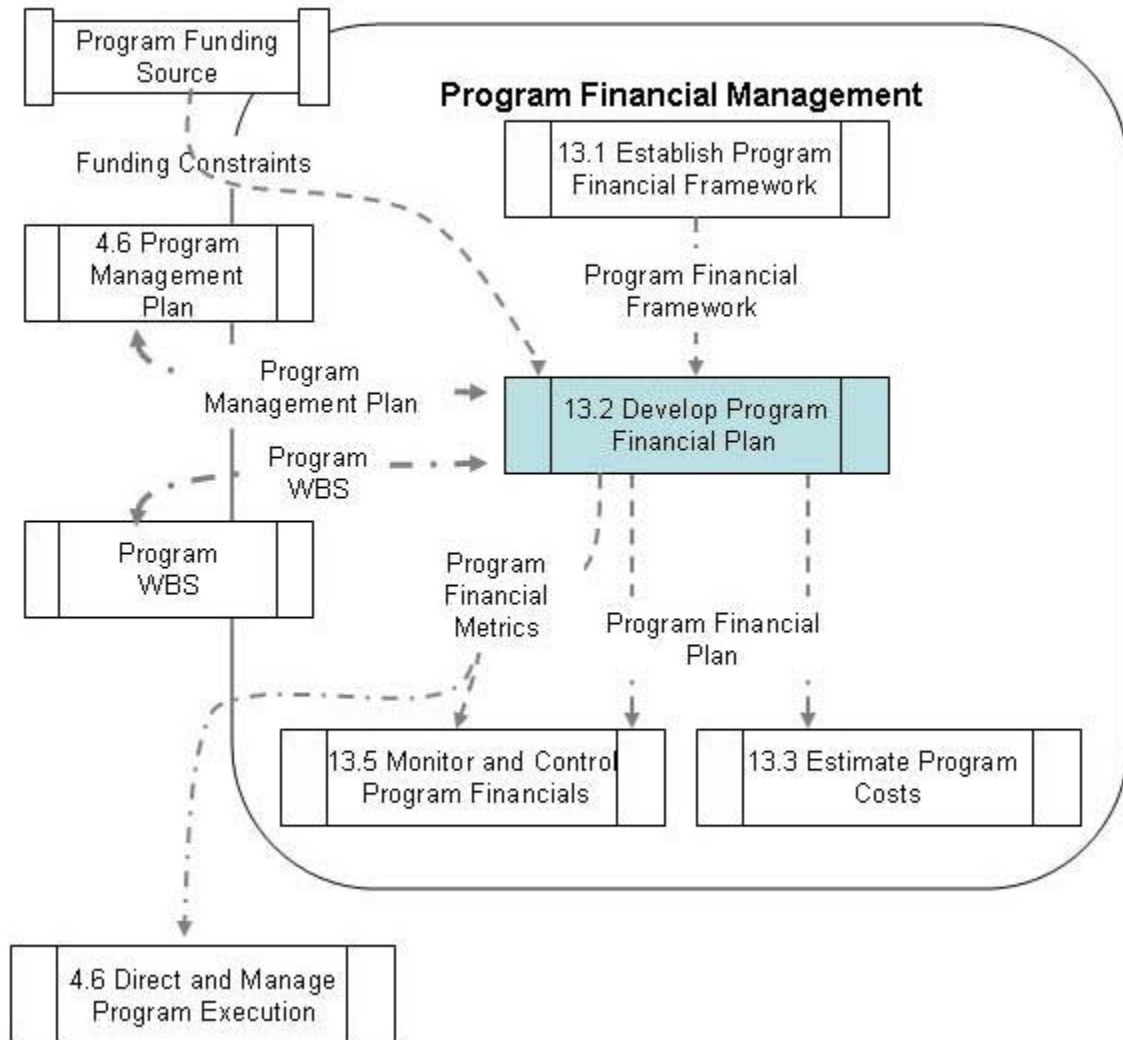 Program Funding
Source
Program Financial Management
13.1 Establish Program
Financial Framework
Funding Constraints
4.6 Program
Management
Plan
Program Financial
Framework
Program
Management Plan
13.2 Develop Program
Financial Plan
Program
WBS
Program
WBS
Program
Financial
Metrics
Program Financial
Plan
13.5 Monitor and Control
Program Financials
13.3 Estimate Program
Costs
4.6 Direct and Manage
Program Execution